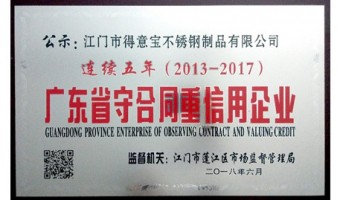 公示：江门市得意宝不锈钢制品有限公司
连续五年（2013-2017）
广东省守合同重信用企业
GUANGDONG PROVINCE ENTERPRISE OF OBSERVING CONTRACT AND VALUING CREDIT
监督机关：江门市蓬江区市场监督管理局
二〇一八年六月